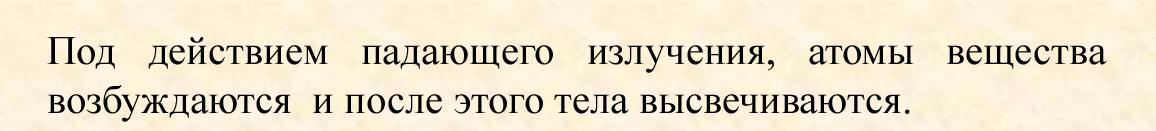 Под действием падающего излучения, атомы вещества
возбуждаются и после этого тела высвечиваются.